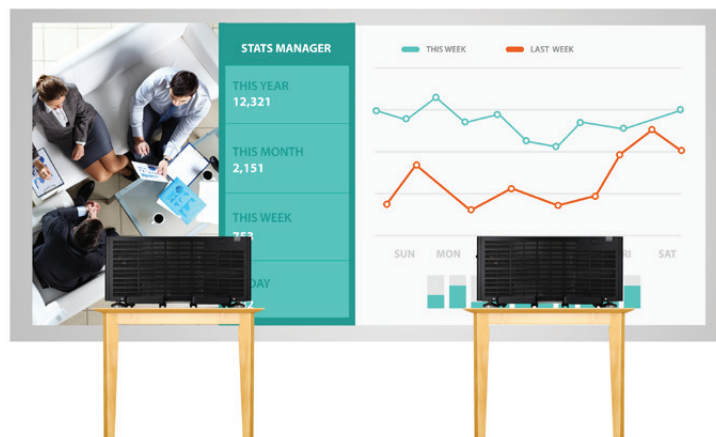 STATS MANAGER
THIS YEAR
12,321
THIS MONTH
2,151
THIS WEEK
THIS WEEK
LAST WEEK
SUN
MON
SAT